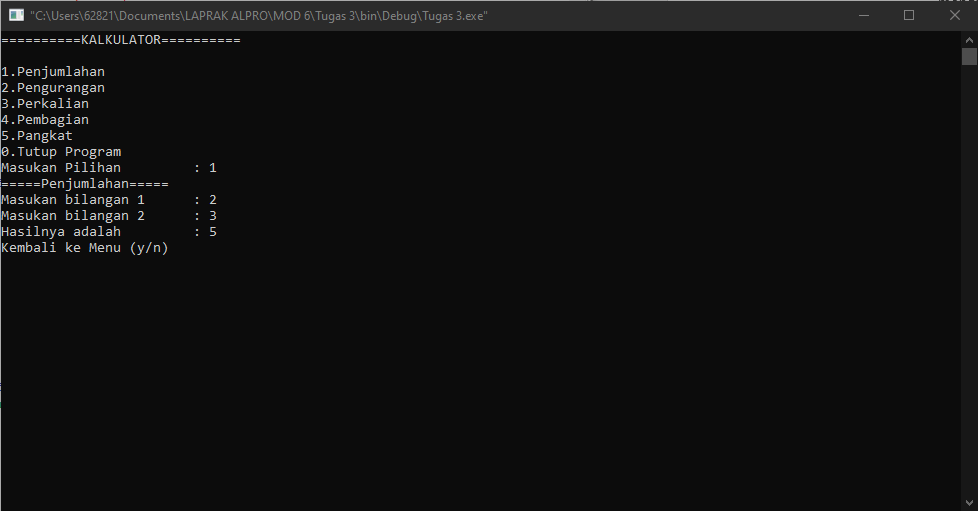 "C:\Users\62821\Documents\LAPRAK ALPRO\MOD 6\Tugas 3\bin\Debug\Tugas 3.exe"
==========KALKULATOR==========
1.Penjumlahan
2.Pengurangan
3.Perkalian
4.Pembagian
5.Pangkat
0.Tutup Program
Masukan Pilihan         : 1
=====Penjumlahan=====
Masukan bilangan 1      : 2
Masukan bilangan 2      : 3
Hasilnya adalah         : 5
Kembali ke Menu (y/n)